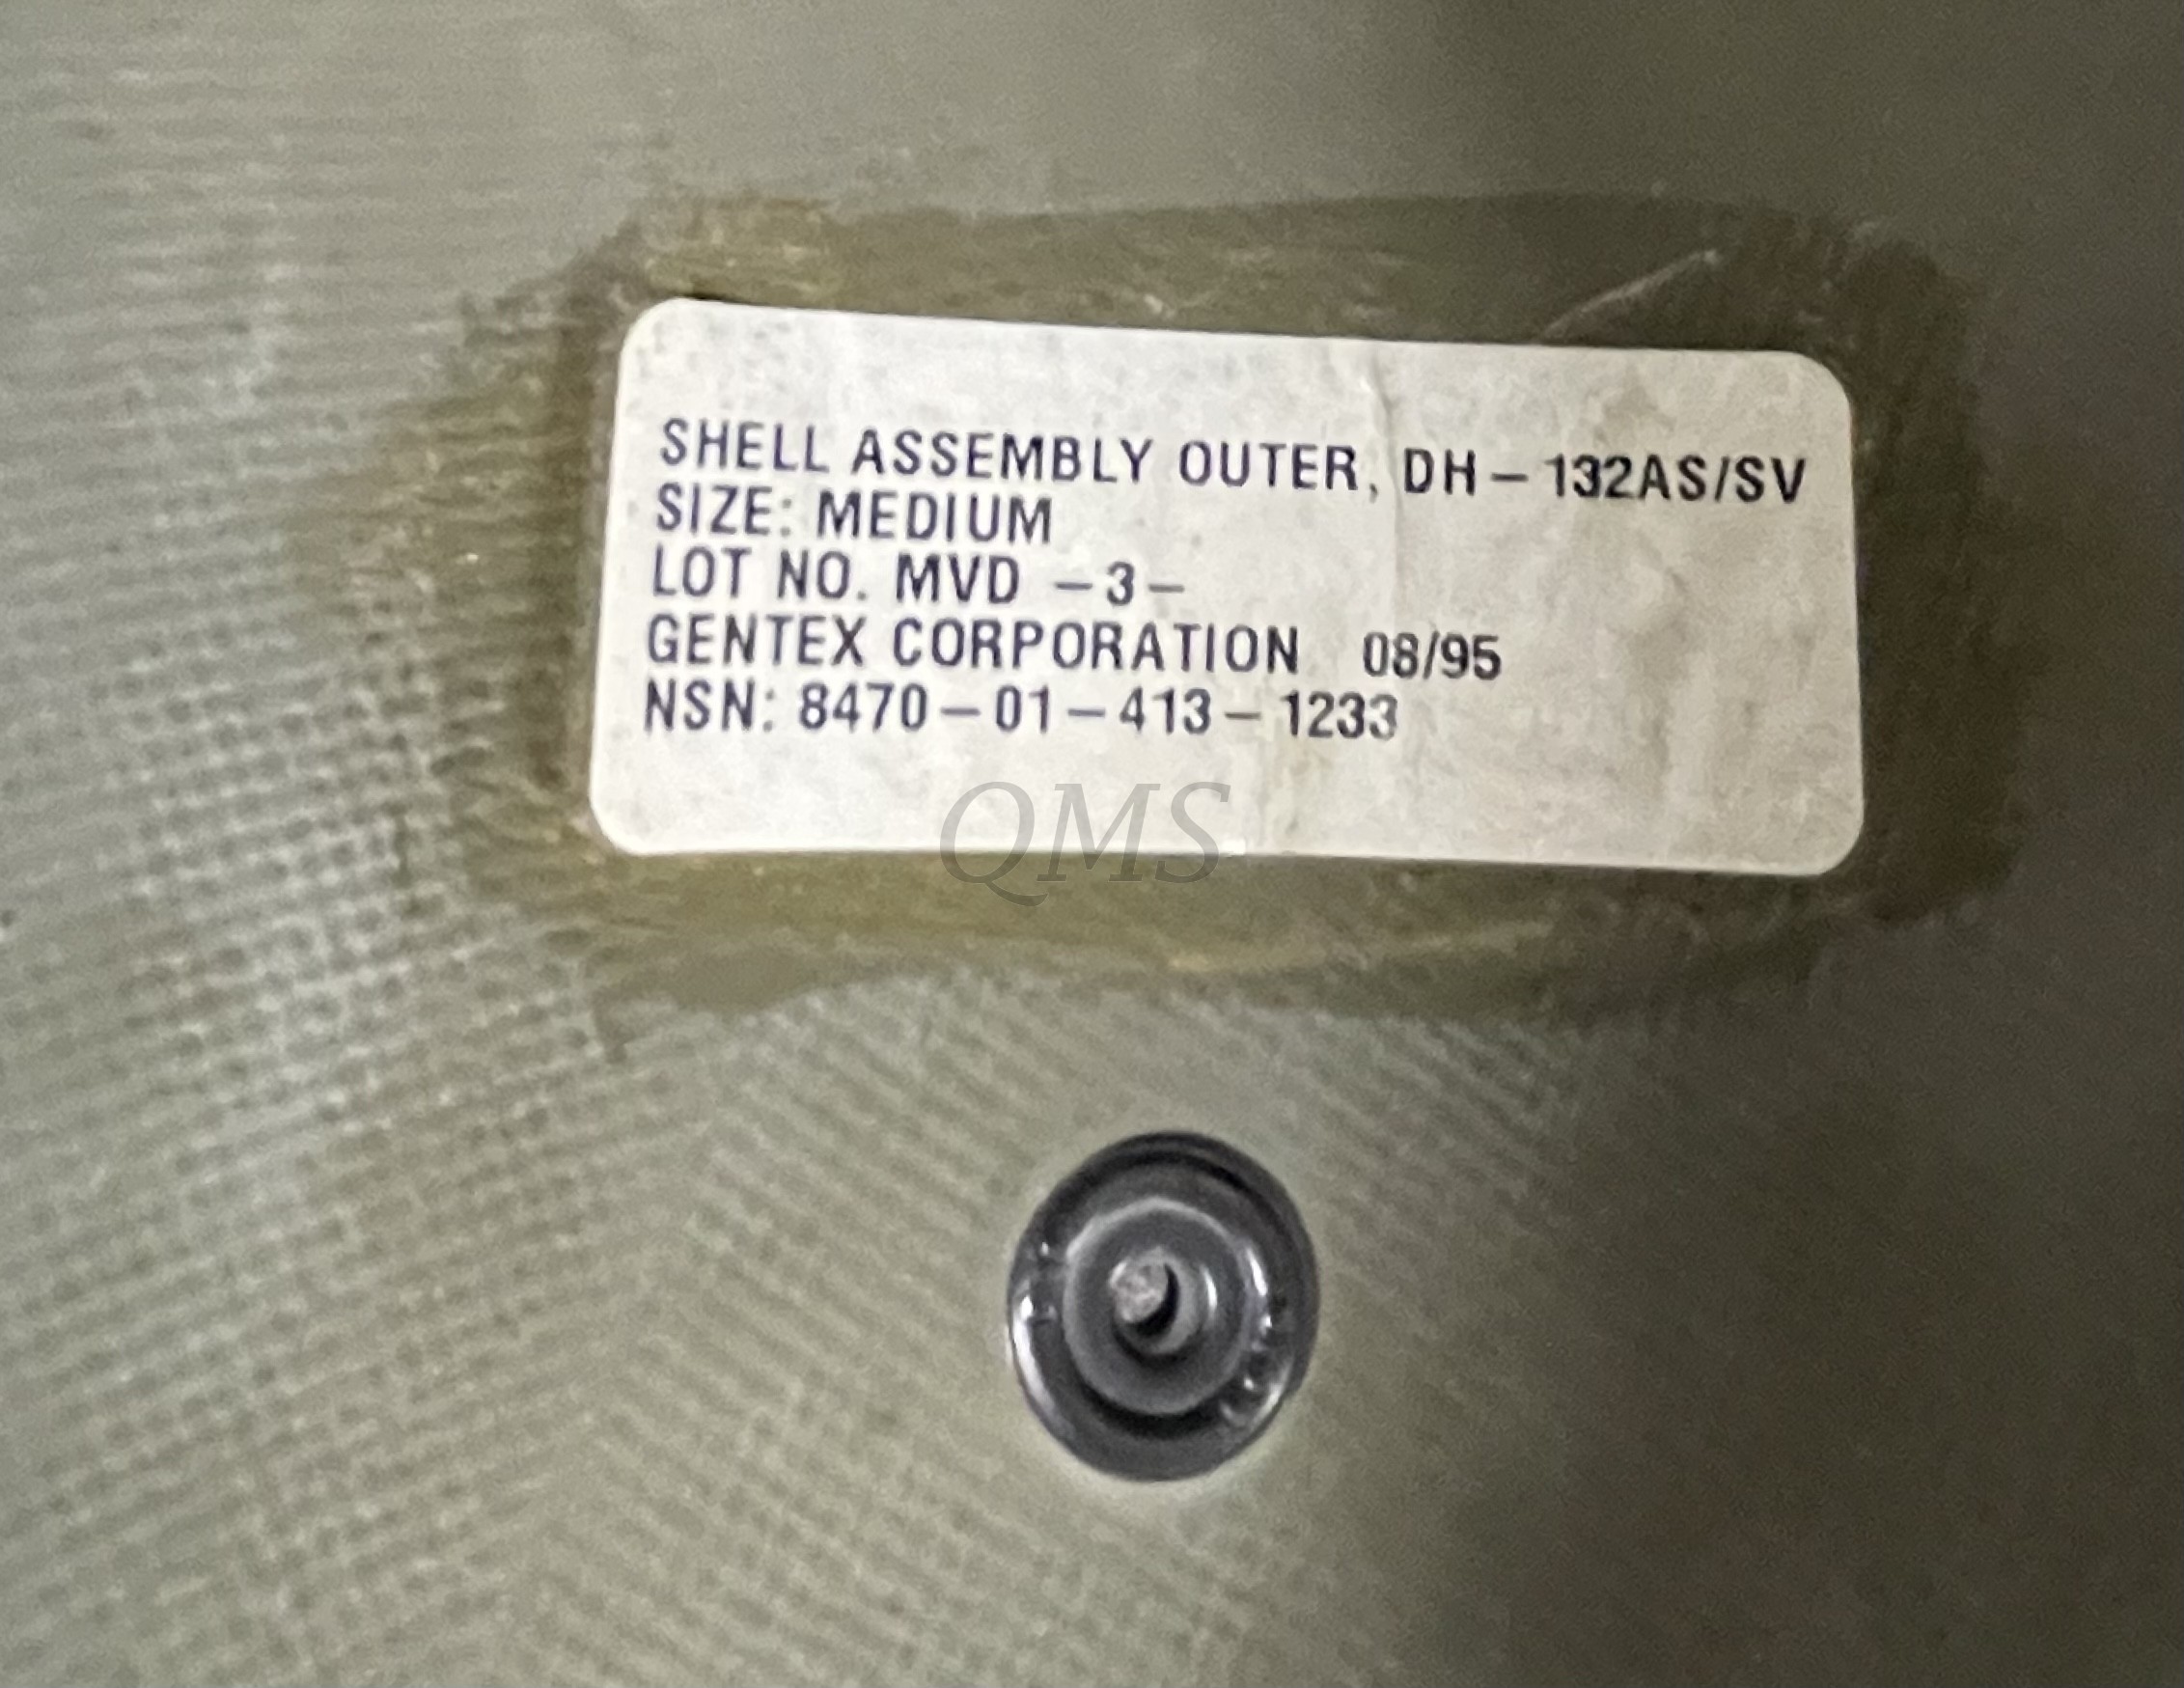 SHELL ASSEMBLY OUTER, DH-132AS/SV
SIZE: MEDIUM
LOT NO. MVD -3-
GENTEX CORPORATION 08/95
NSN: 8470-01-413-1233
QMS